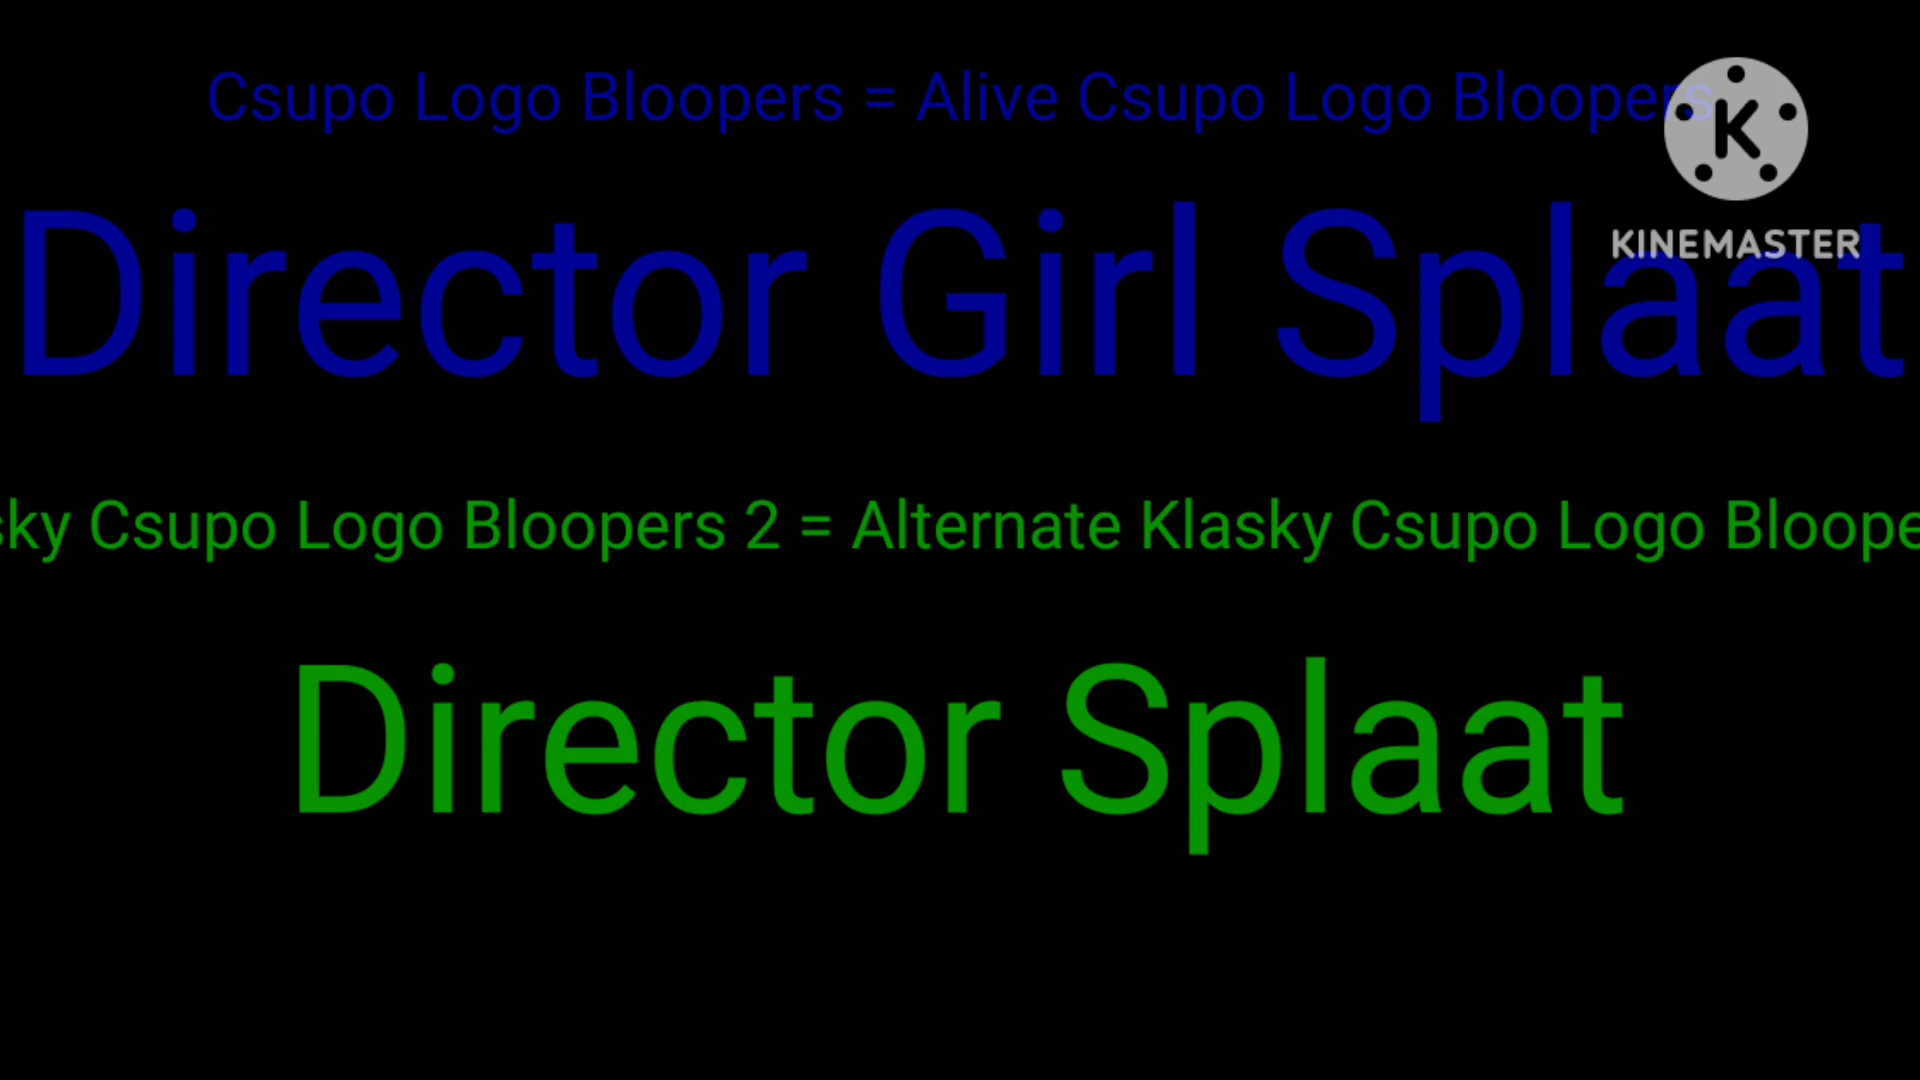 Csupo Logo Bloopers = Alive Csupo Logo Bloopers
K
KINEMASTER
Director Girl Splaat
sky Csupo Logo Bloopers 2 = Alternate Klasky Csupo Logo Bloope
Director Splaat